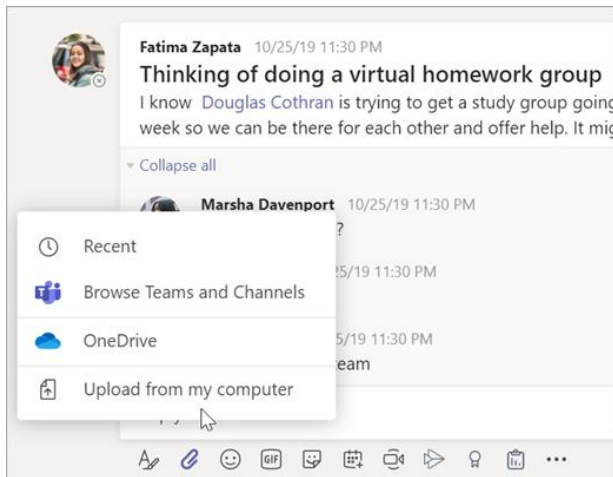 Fatima Zapata 10/25/19 11:30 PM
Thinking of doing a virtual homework group
I know Douglas Cothran is trying to get a study group going
week so we can be there for each other and offer help. It
Collapse all
Marsha Davenport 10/25/19 11:30 PM
?
Recent
/19 11:30 PM
Browse Teams and Channels
OneDrive
/19 11:30 PM
eam
Upload from my computer
GIF